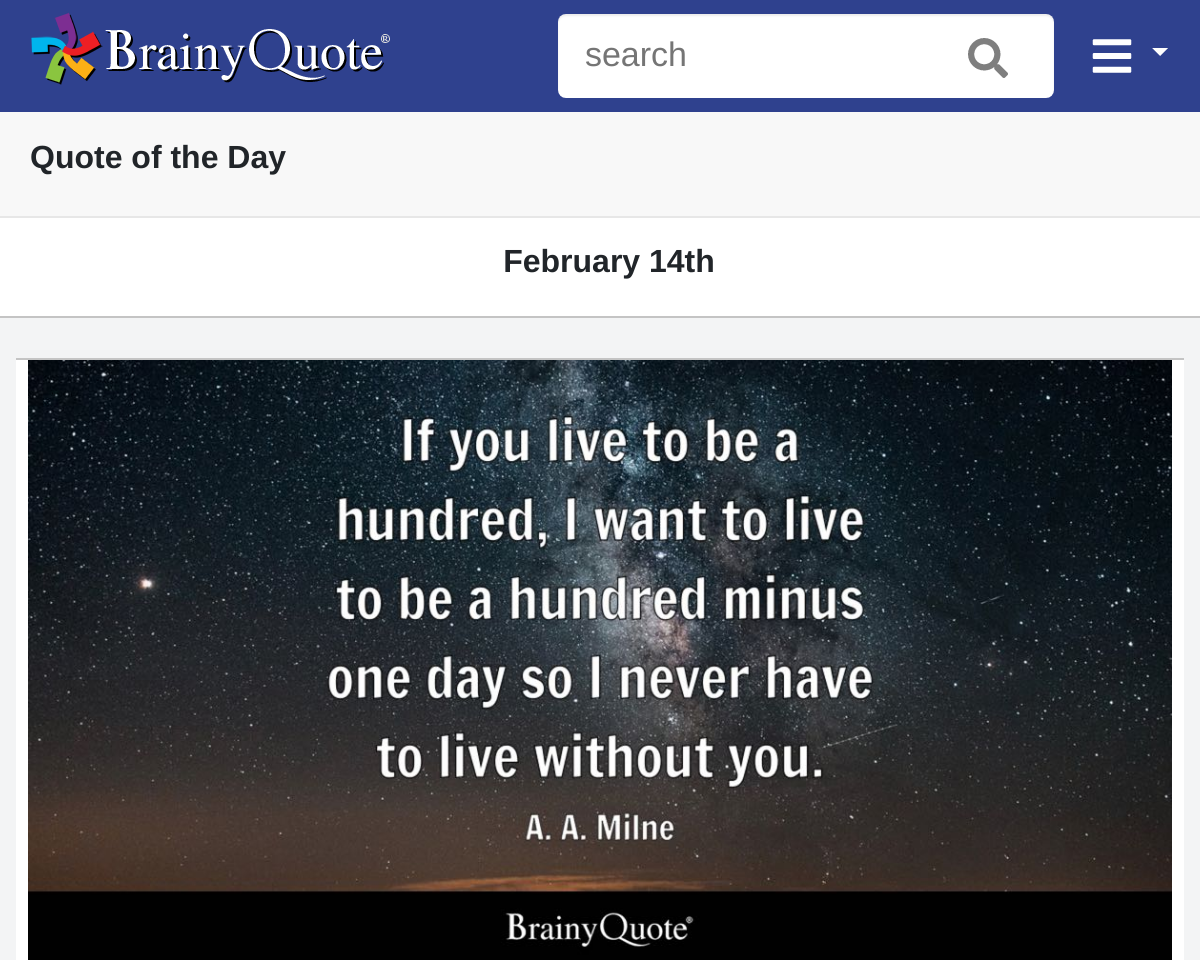 BrainyQuote®
search
Quote of the Day
February 14th
If you live to be a
hundred, I want to live
to be a hundred minus
one day so I never have
to live without you.
A. A. Milne
BrainyQuote®